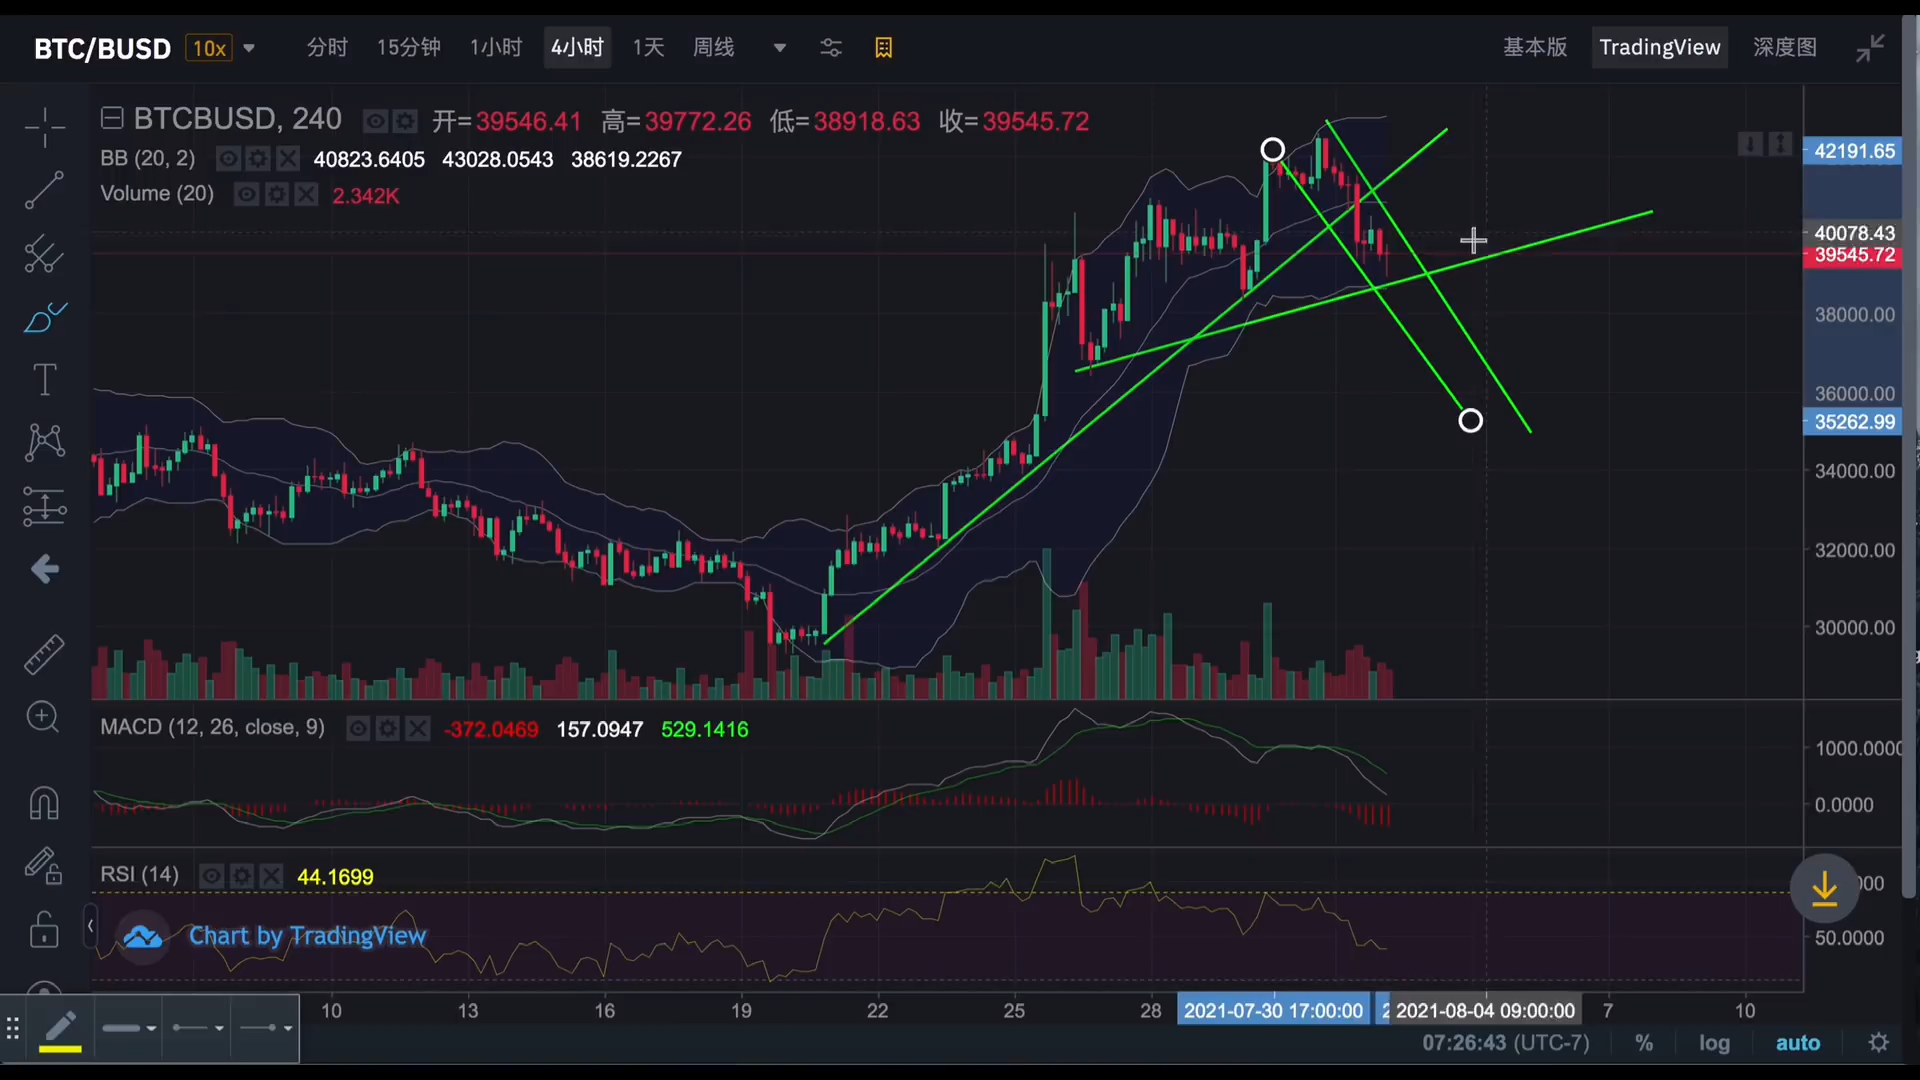 BTC/BUSD 10x 分时 15分钟 1小时 4小时 1天 周线 基本版 TradingView 深度图
BTCBUSD, 240 开=39546.41 高=39772.26 低=38918.63 收=39545.72
BB (20, 2) 40823.6405 43028.0543 38619.2267
Volume (20) 2.342K
42191.65
40078.43
39545.72
38000.00
36000.00
35262.99
34000.00
32000.00
30000.00
MACD (12, 26, close, 9) -372.0469 157.0947 529.1416
1000.0000
0.0000
RSI (14) 44.1699
Chart by TradingView
50.0000
10 13 16 19 22 25 28 2021-07-30 17:00:00 2021-08-04 09:00:00 7 10
07:26:43 (UTC-7) % log auto